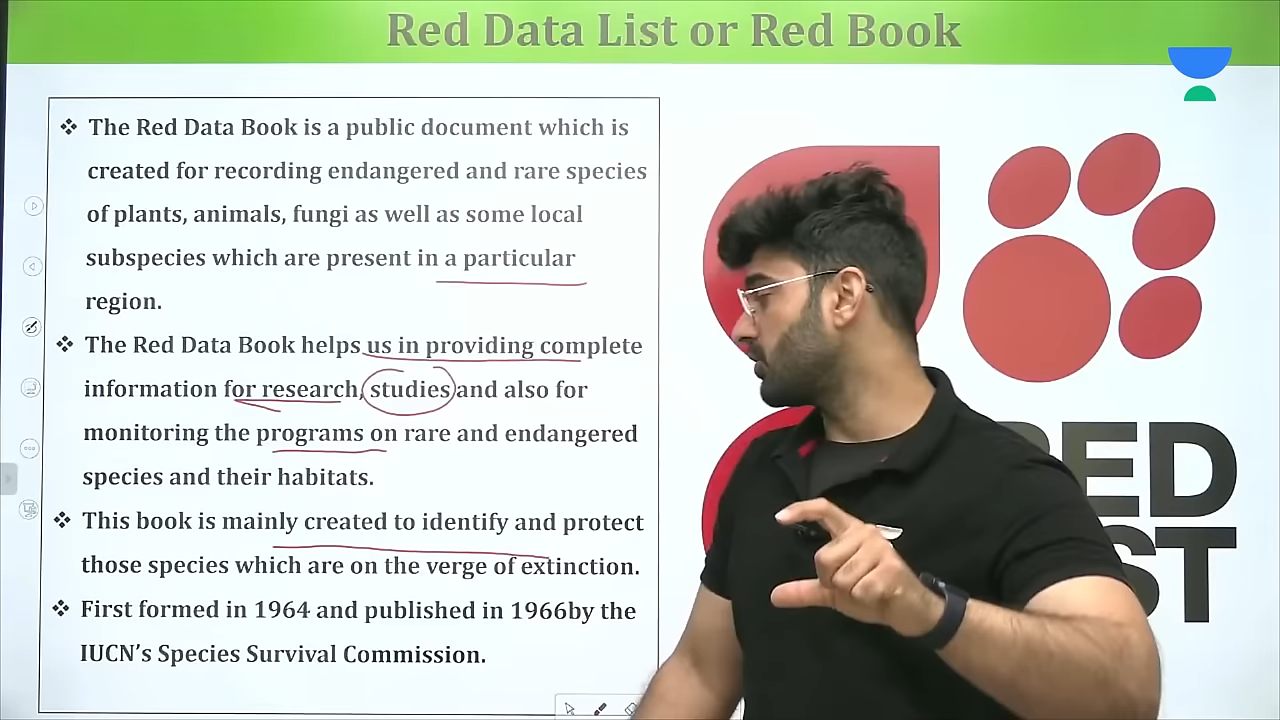 Red Data List or Red Book
❖ The Red Data Book is a public document which is
created for recording endangered and rare species
of plants, animals, fungi as well as some local
subspecies which are present in a particular
region.
❖ The Red Data Book helps us in providing complete
information for research, studies and also for
monitoring the programs on rare and endangered
species and their habitats.
❖ This book is mainly created to identify and protect
those species which are on the verge of extinction.
❖ First formed in 1964 and published in 1966by the
IUCN's Species Survival Commission.
RED
ST